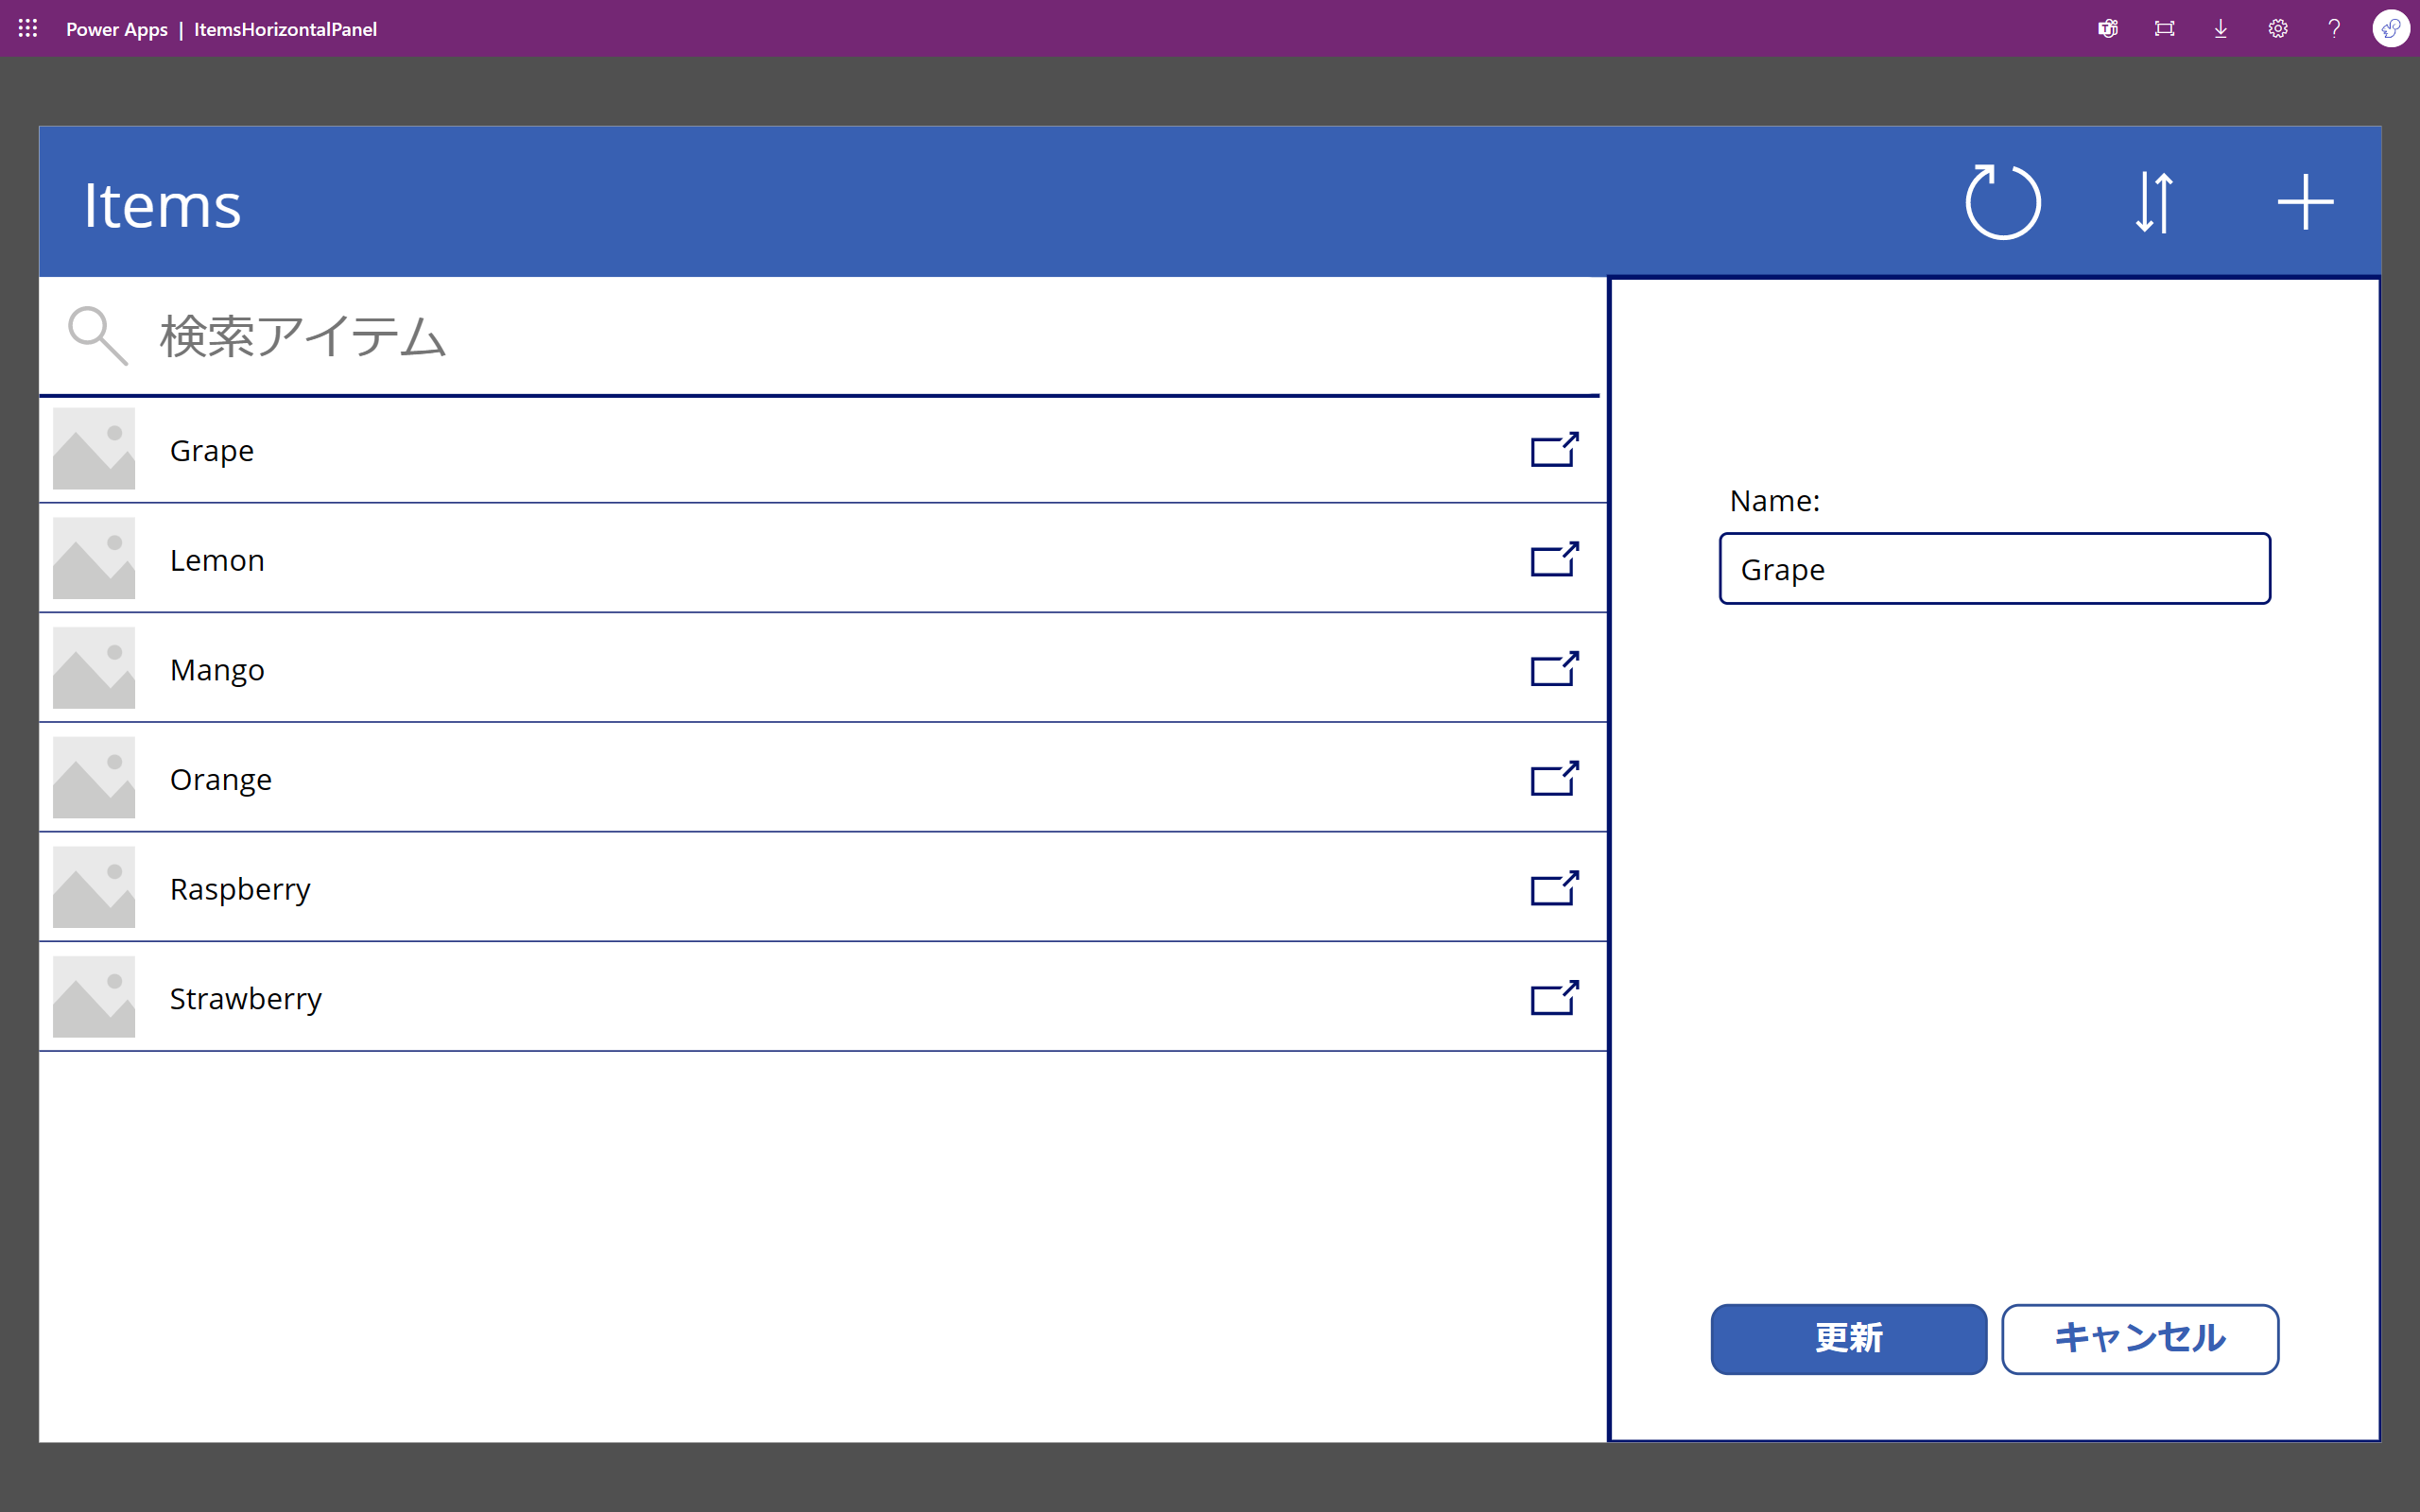 Power Apps | ItemsHorizontalPanel
Items
検索アイテム
Grape
Lemon
Mango
Orange
Raspberry
Strawberry
Name:
Grape
更新 キャンセル